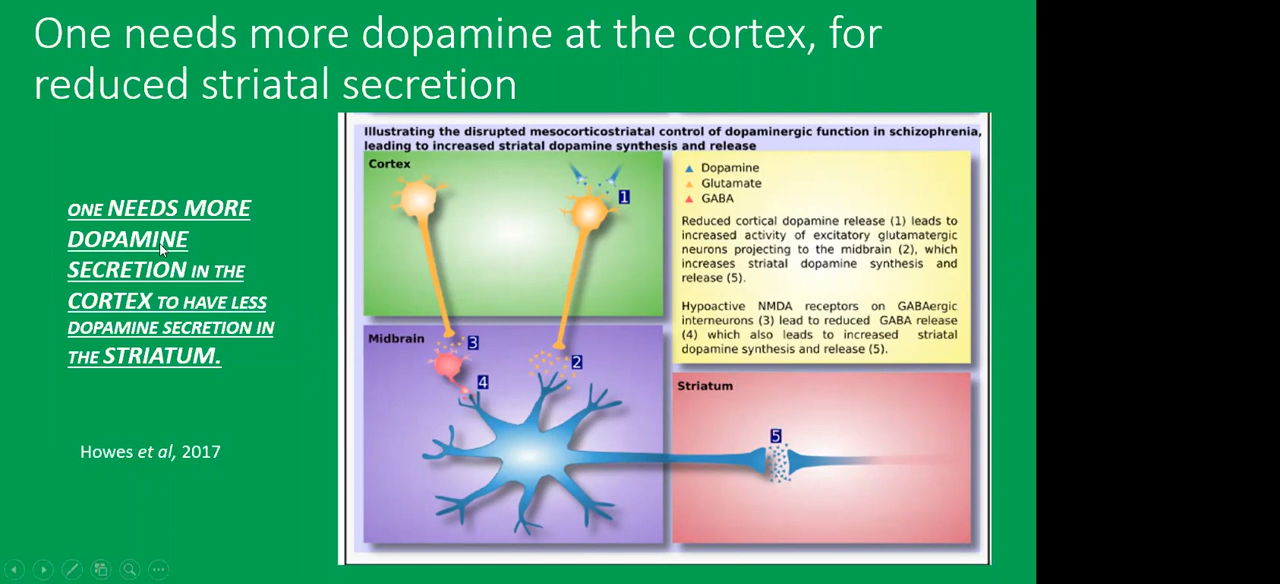 One needs more dopamine at the cortex, for
reduced striatal secretion
ONE NEEDS MORE
DOPAMINE
SECRETION IN THE
CORTEX TO HAVE LESS
DOPAMINE SECRETION IN
THE STRIATUM.
Howes et al, 2017
Illustrating the disrupted mesocorticostriatal control of dopaminergic function in schizophrenia,
leading to increased striatal dopamine synthesis and release
Cortex
1
Dopamine
Glutamate
GABA
Reduced cortical dopamine release (1) leads to
increased activity of excitatory glutamatergic
neurons projecting to the midbrain (2), which
increases striatal dopamine synthesis and
release (5).
Hypoactive NMDA receptors on GABAergic
interneurons (3) lead to reduced GABA release
(4) which also leads to increased striatal
dopamine synthesis and release (5).
Midbrain
3
2
4
Striatum
5